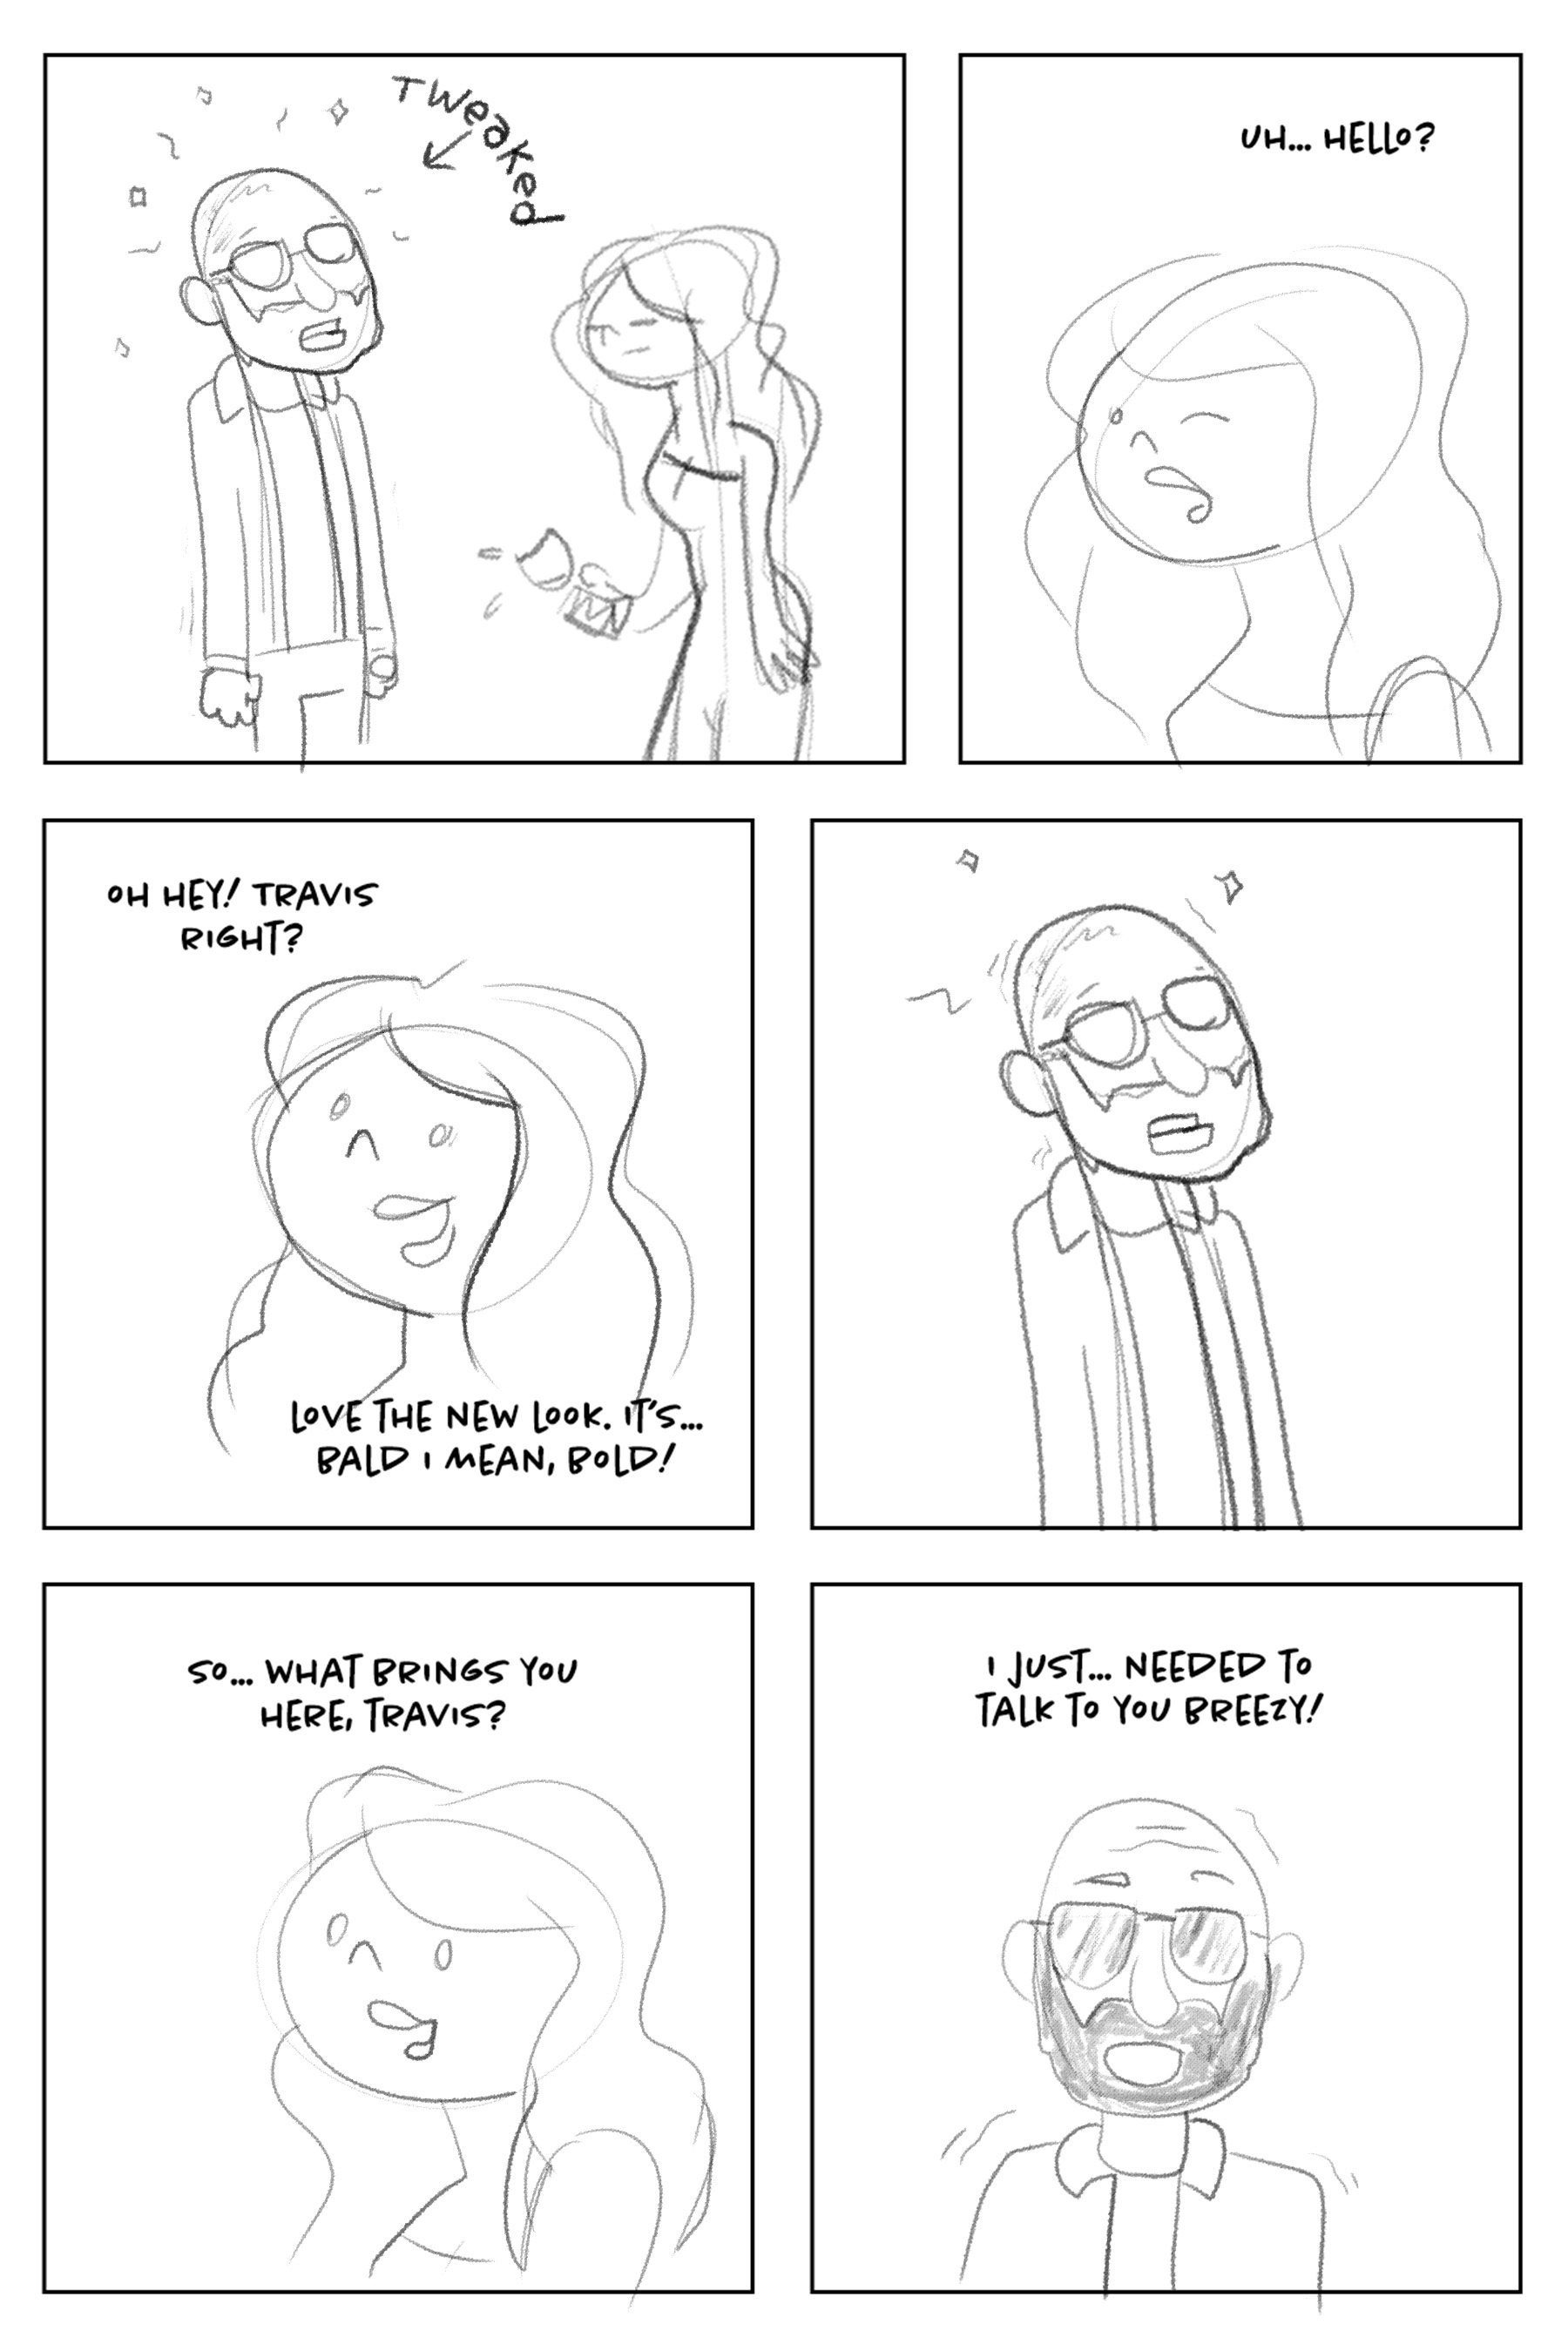 Tweaked
UH... HELLO?
OH HEY! TRAVIS
RIGHT?
LOVE THE NEW LOOK. IT'S...
BALD I MEAN, BOLD!
SO... WHAT BRINGS YOU
HERE, TRAVIS?
I JUST... NEEDED TO
TALK TO YOU BREEZY!